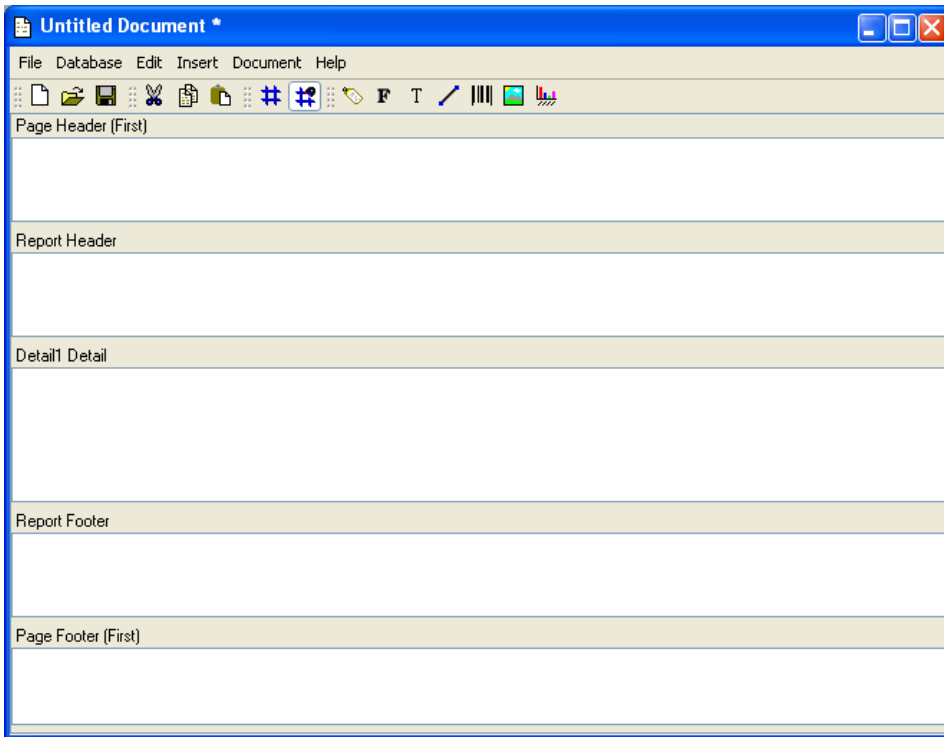 Untitled Document *
File Database Edit Insert Document Help
F T
Page Header (First)
Report Header
Detail1 Detail
Report Footer
Page Footer (First)